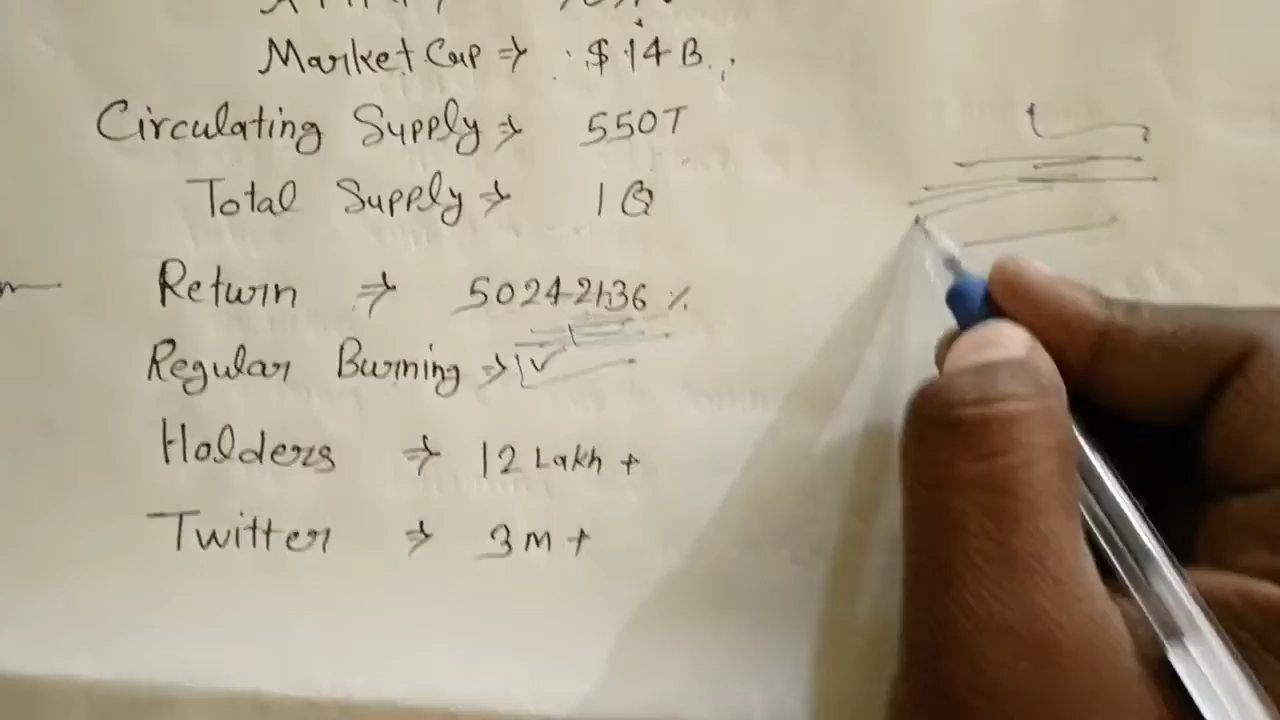 Market Cap ⇒ $14B
Circulating Supply ⇒ 550T
Total Supply ⇒ 1Q
Return ⇒ 50242136 %
Regular Burning ⇒ ✓
Holders ⇒ 12 Lakh +
Twitter ⇒ 3M +